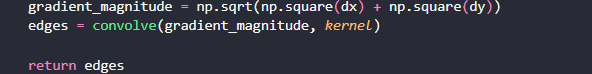 gradient_magnitude = np.sqrt(np.square(dx) + np.square(dy))
edges = convolve(gradient_magnitude, kernel)
return edges